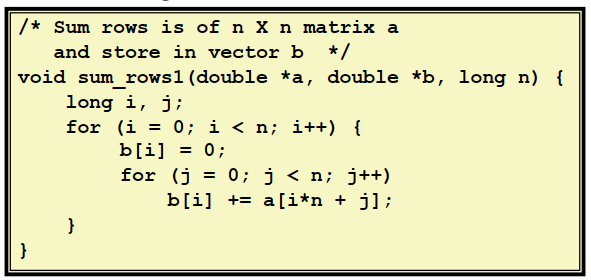 /* Sum rows is of n X n matrix a
   and store in vector b  */
void sum_rows1(double *a, double *b, long n) {
    long i, j;
    for (i = 0; i < n; i++) {
        b[i] = 0;
        for (j = 0; j < n; j++)
            b[i] += a[i*n + j];
    }
}